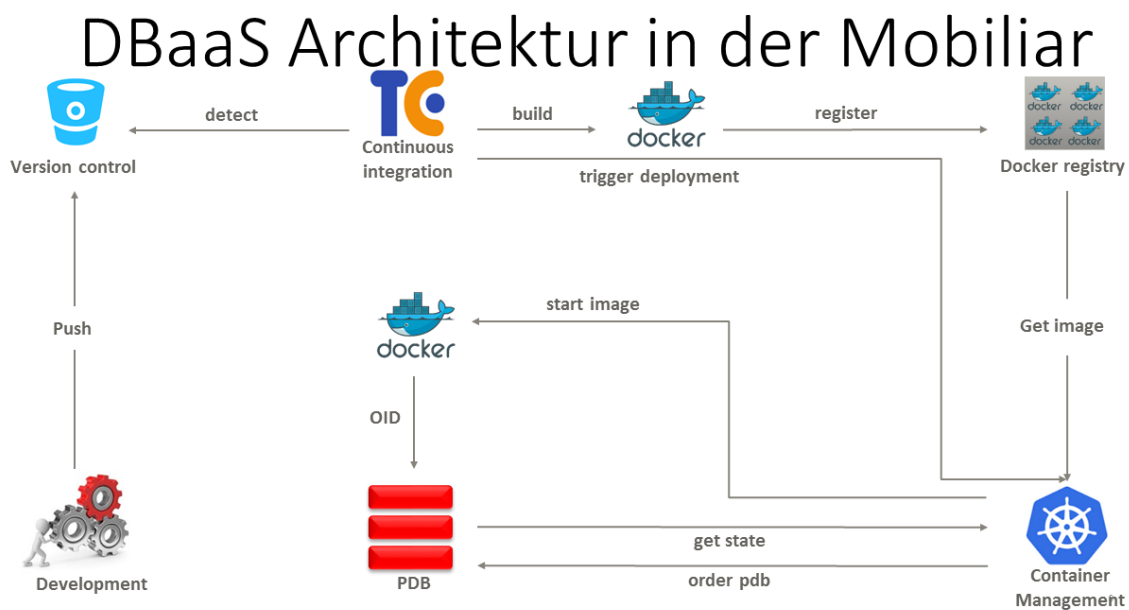 DBaaS Architektur in der Mobiliar
detect
build
docker
register
docker docker
docker docker
Version control
Continuous
integration
trigger deployment
Docker registry
Push
start image
docker
Get image
OID
get state
PDB
order pdb
Development
Container
Management